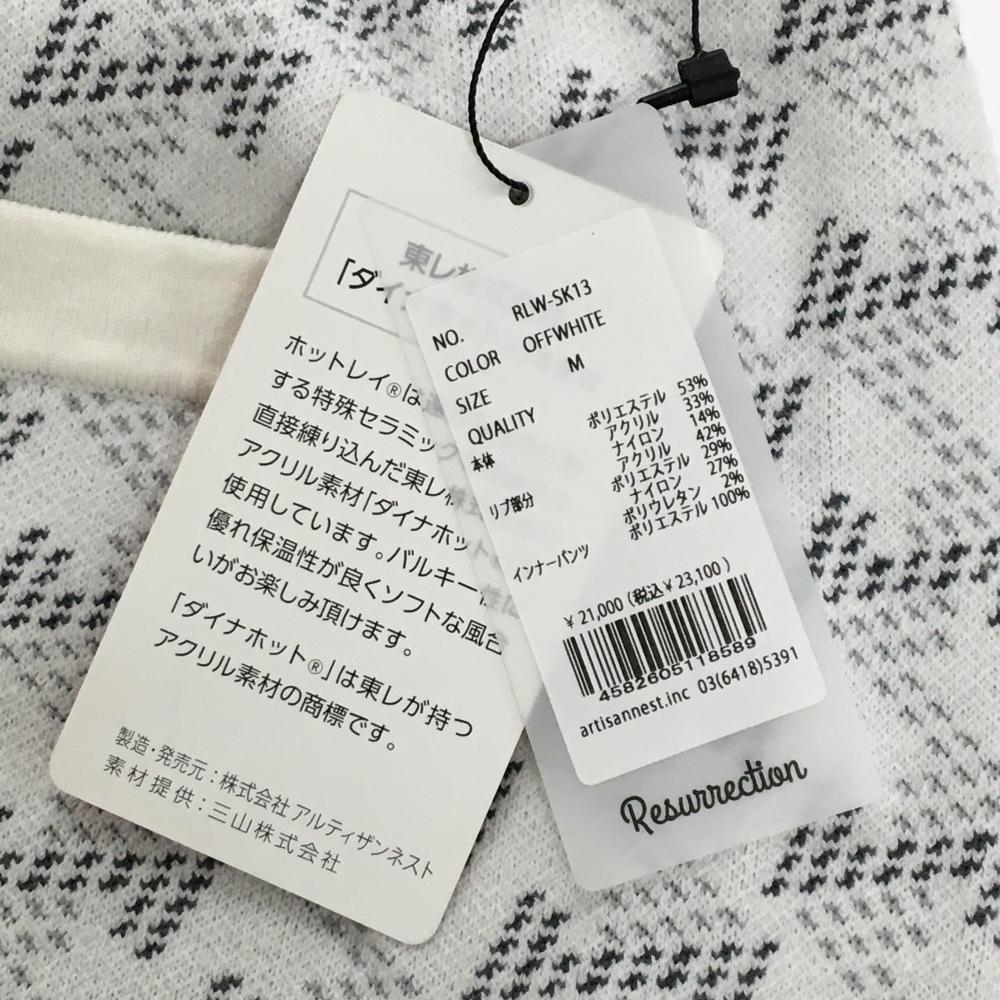 東レ
「ダイ
ホットレイ®は
する特殊セラミッ
直接練り込んだ東レ
アクリル素材「ダイナホッ
使用しています。バルキー性に
優れ保温性が良くソフトな風合
いがお楽しみ頂けます。
「ダイナホット®」は東レが持つ
アクリル素材の商標です。
製造・発売元：株式会社アルティザンネスト
素材提供：三山株式会社
NO. RLW-SK13
COLOR OFFWHITE
SIZE M
QUALITY
本体 ポリエステル 53%
アクリル 33%
ナイロン 14%
リブ部分 アクリル 42%
ポリエステル 29%
ナイロン 27%
ポリウレタン 2%
インナーパンツ ポリエステル 100%
¥ 21,000 (税込 ¥ 23,100 )
4582605118589
artisannest.inc 03(6418)5391
Resurrection